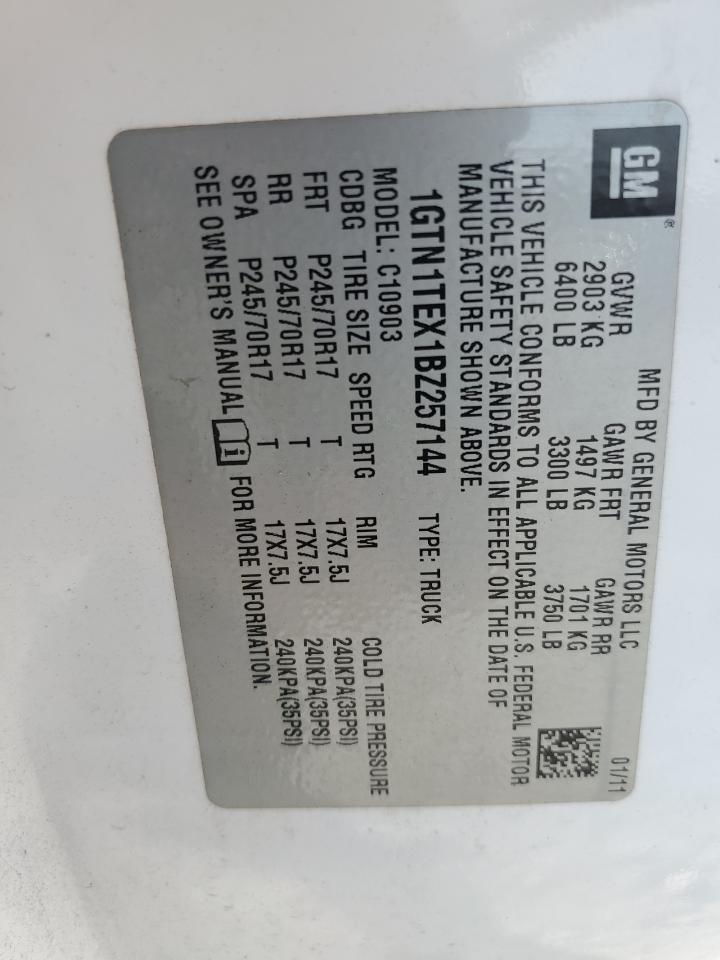 GM ®
MFD BY GENERAL MOTORS LLC 01/11
GVWR GAWR FRT GAWR RR
2903 KG 1497 KG 1701 KG
6400 LB 3300 LB 3750 LB
THIS VEHICLE CONFORMS TO ALL APPLICABLE U.S. FEDERAL MOTOR
VEHICLE SAFETY STANDARDS IN EFFECT ON THE DATE OF
MANUFACTURE SHOWN ABOVE.
1GTN1TEX1BZ257144 TYPE: TRUCK
MODEL: C10903
CDBG TIRE SIZE SPEED RTG RIM COLD TIRE PRESSURE
FRT P245/70R17 T 17X7.5J 240KPA(35PSI)
RR P245/70R17 T 17X7.5J 240KPA(35PSI)
SPA P245/70R17 T 17X7.5J 240KPA(35PSI)
SEE OWNER'S MANUAL i FOR MORE INFORMATION.